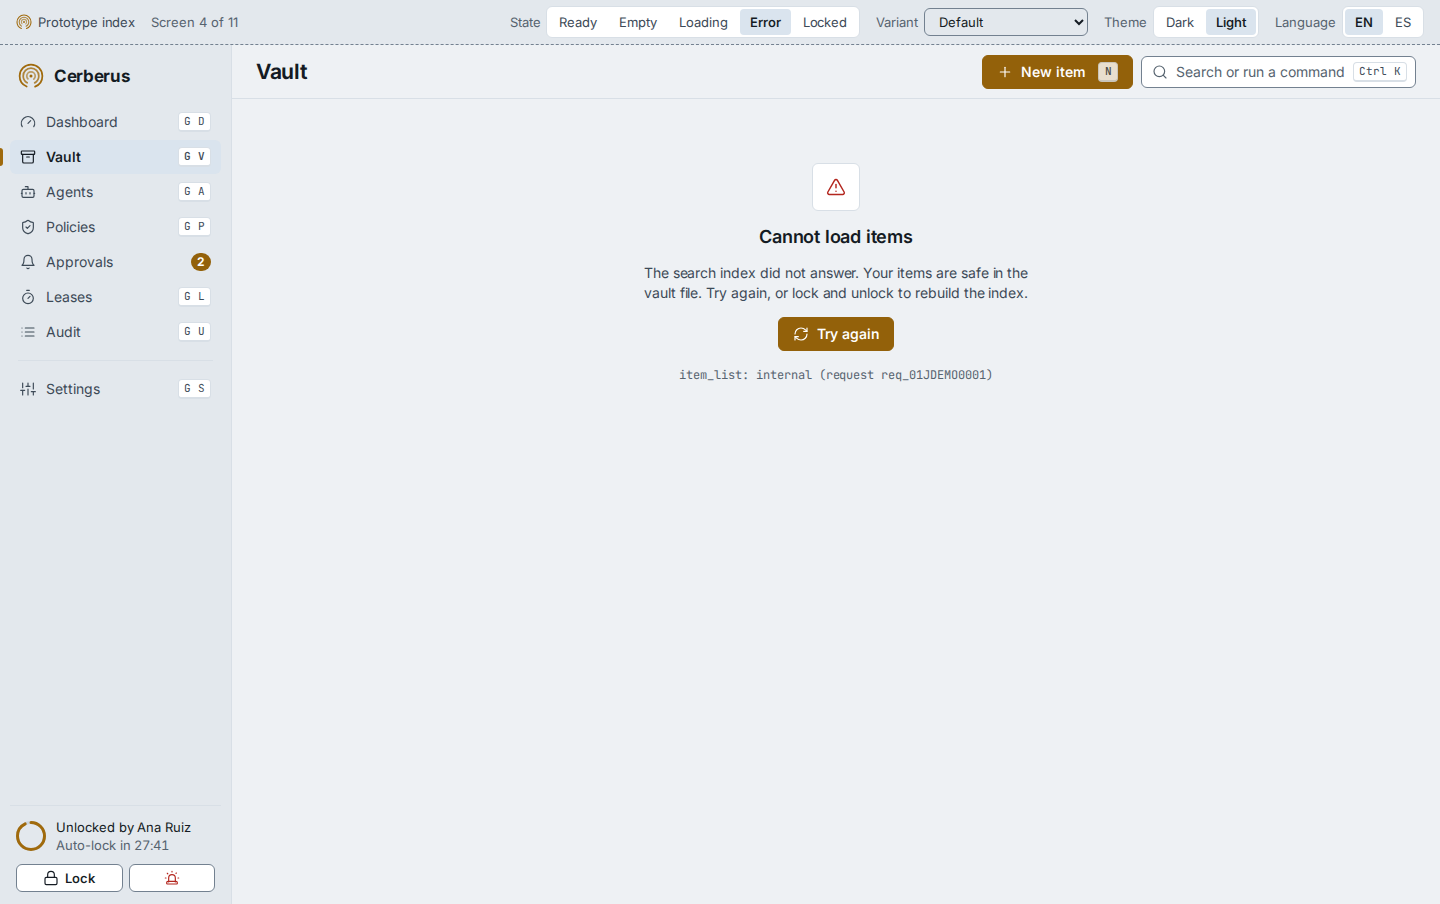 Prototype index Screen 4 of 11 State Ready Empty Loading Error Locked Variant Default Theme Dark Light Language EN ES
Cerberus
Vault
New item N
Search or run a command Ctrl K
Dashboard G D
Vault G V
Agents G A
Policies G P
Approvals 2
Leases G L
Audit G U
Settings G S
Cannot load items
The search index did not answer. Your items are safe in the
vault file. Try again, or lock and unlock to rebuild the index.
Try again
item_list: internal (request req_01JDEMO0001)
Unlocked by Ana Ruiz
Auto-lock in 27:41
Lock